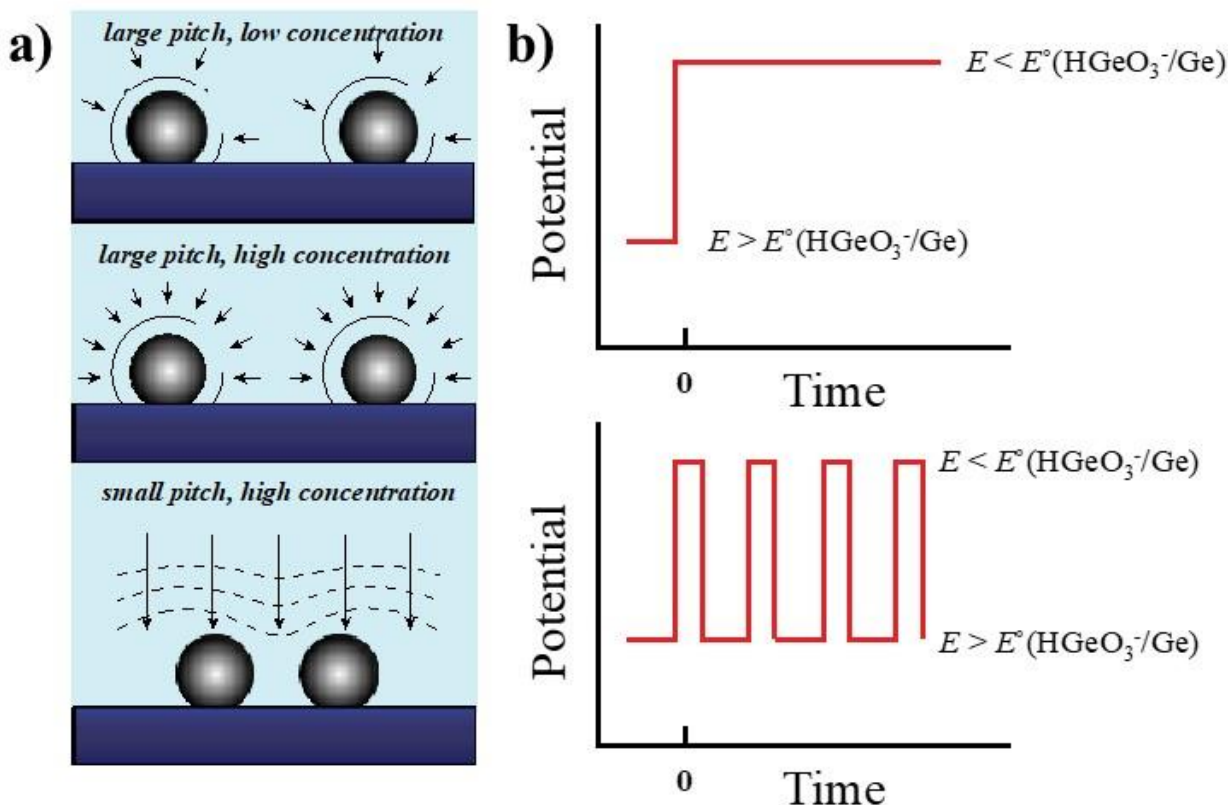 a)
large pitch, low concentration
large pitch, high concentration
small pitch, high concentration
b)
Potential
E < E°(HGeO₃⁻/Ge)
E > E°(HGeO₃⁻/Ge)
0
Time
Potential
E < E°(HGeO₃⁻/Ge)
E > E°(HGeO₃⁻/Ge)
0
Time